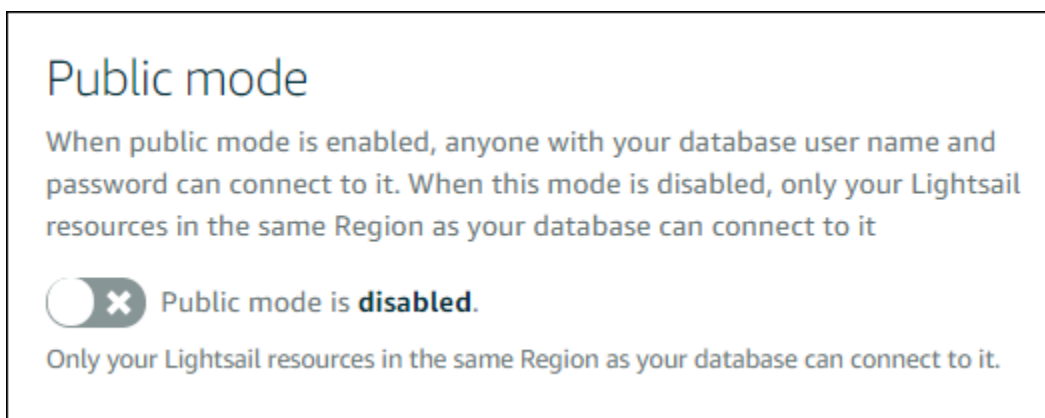 Public mode
When public mode is enabled, anyone with your database user name and
password can connect to it. When this mode is disabled, only your Lightsail
resources in the same Region as your database can connect to it
Public mode is disabled.
Only your Lightsail resources in the same Region as your database can connect to it.